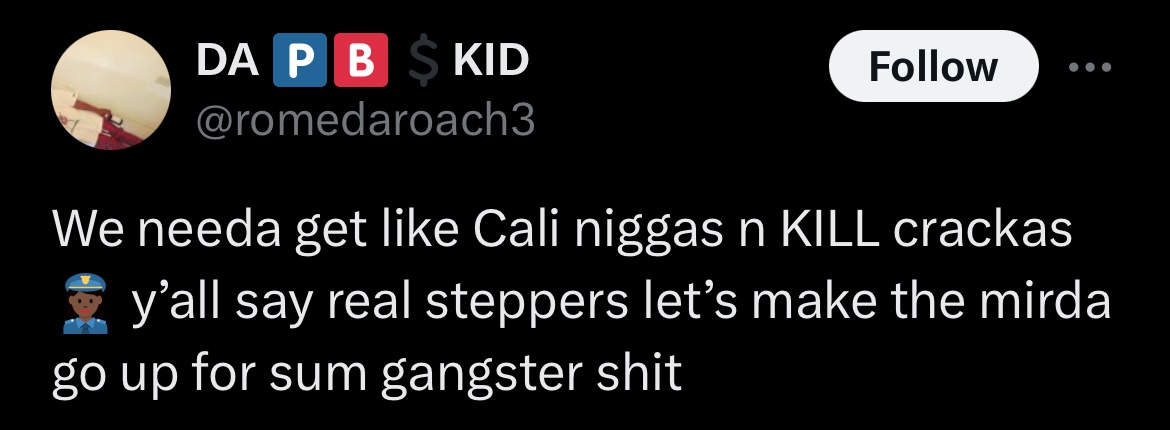 DA 🅿️🅱️💲KID
@romedaroach3
Follow
We needa get like Cali niggas n KILL crackas
👮🏿 y’all say real steppers let’s make the mirda
go up for sum gangster shit